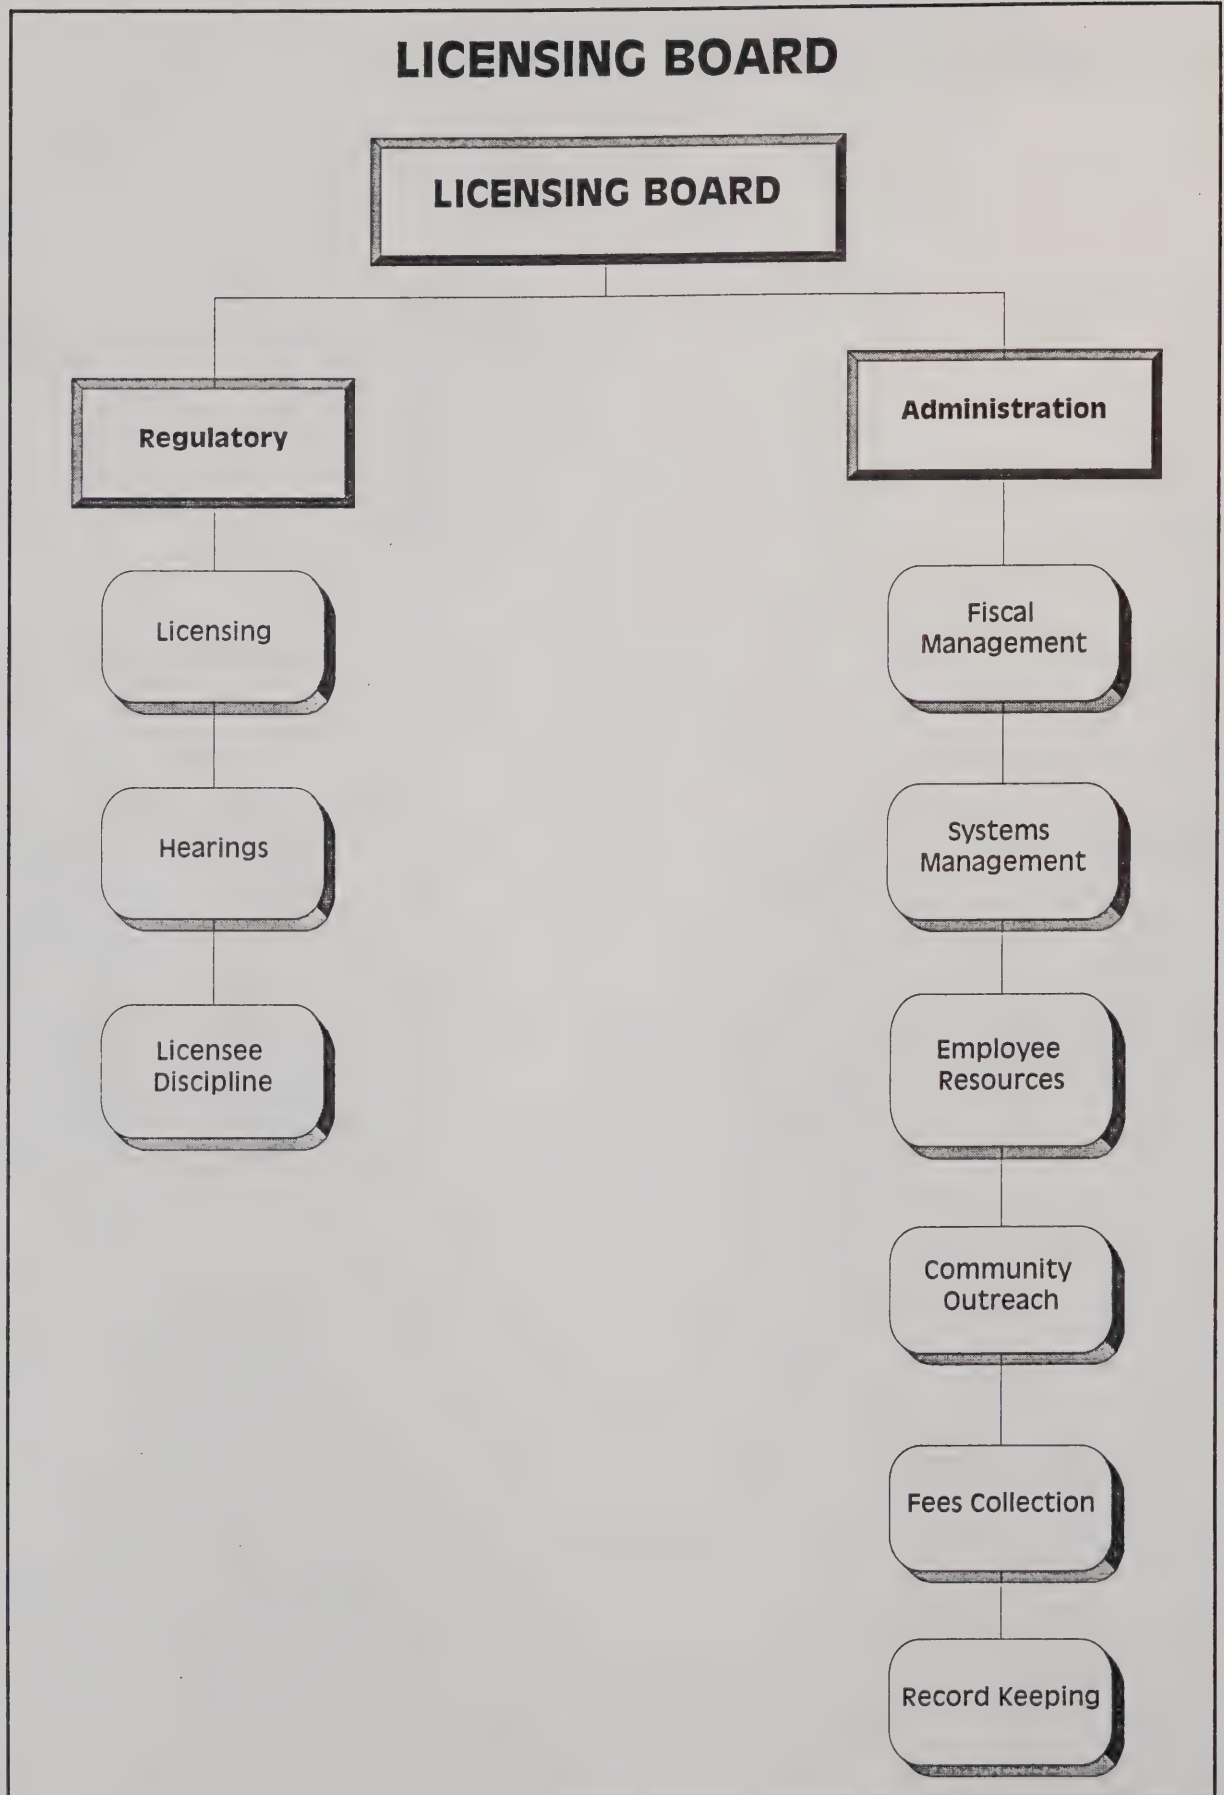 LICENSING BOARD
LICENSING BOARD
Regulatory
Licensing
Hearings
Licensee
Discipline
Administration
Fiscal
Management
Systems
Management
Employee
Resources
Community
Outreach
Fees Collection
Record Keeping